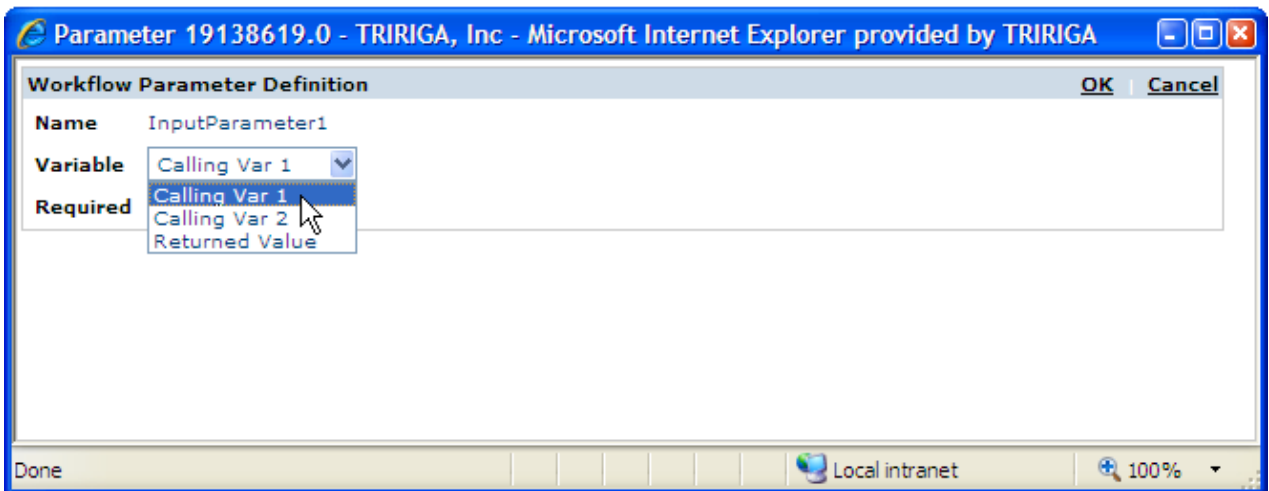 Parameter 19138619.0 - TRIRIGA, Inc - Microsoft Internet Explorer provided by TRIRIGA
Workflow Parameter Definition OK | Cancel
Name InputParameter1
Variable Calling Var 1
Calling Var 1
Required
Calling Var 2
Returned Value
Done Local intranet 100%